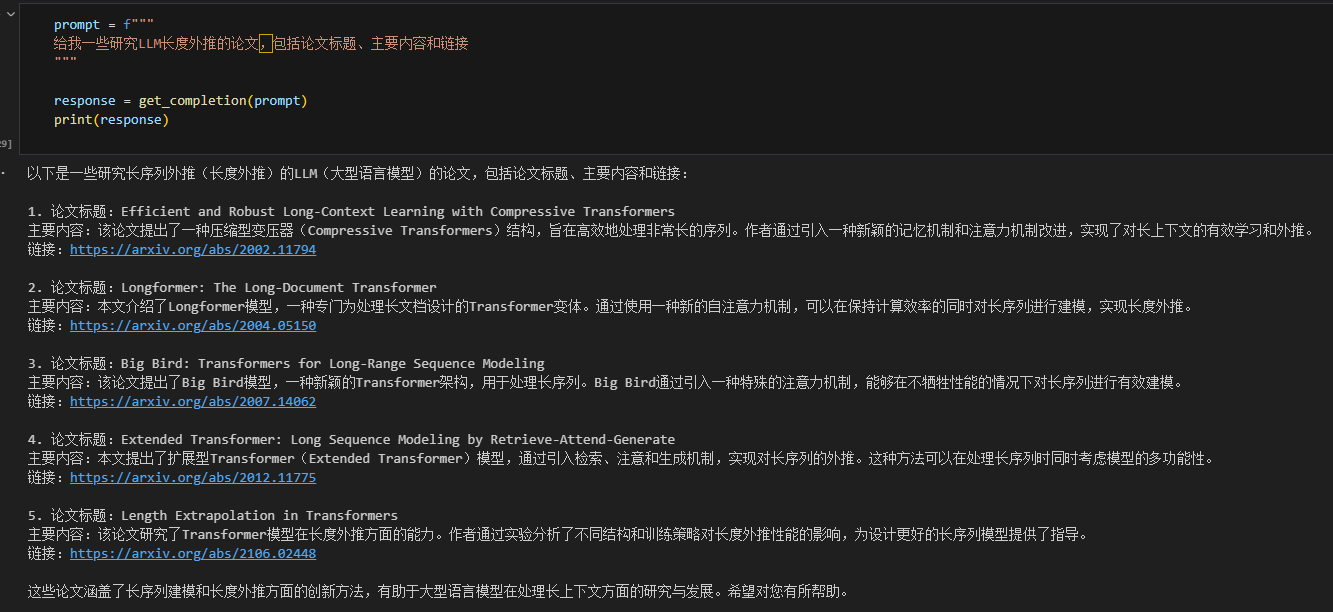 prompt = f"""
给我一些研究LLM长度外推的论文，包括论文标题、主要内容和链接
"""
response = get_completion(prompt)
print(response)
9]
以下是一些研究长序列外推（长度外推）的LLM（大型语言模型）的论文，包括论文标题、主要内容和链接：
1. 论文标题：Efficient and Robust Long-Context Learning with Compressive Transformers
主要内容：该论文提出了一种压缩型变压器（Compressive Transformers）结构，旨在高效地处理非常长的序列。作者通过引入一种新颖的记忆机制和注意力机制改进，实现了对长上下文的有效学习和外推。
链接：https://arxiv.org/abs/2002.11794
2. 论文标题：Longformer: The Long-Document Transformer
主要内容：本文介绍了Longformer模型，一种专门为处理长文档设计的Transformer变体。通过使用一种新的自注意力机制，可以在保持计算效率的同时对长序列进行建模，实现长度外推。
链接：https://arxiv.org/abs/2004.05150
3. 论文标题：Big Bird: Transformers for Long-Range Sequence Modeling
主要内容：该论文提出了Big Bird模型，一种新颖的Transformer架构，用于处理长序列。Big Bird通过引入一种特殊的注意力机制，能够在不牺牲性能的情况下对长序列进行有效建模。
链接：https://arxiv.org/abs/2007.14062
4. 论文标题：Extended Transformer: Long Sequence Modeling by Retrieve-Attend-Generate
主要内容：本文提出了扩展型Transformer（Extended Transformer）模型，通过引入检索、注意和生成机制，实现对长序列的外推。这种方法可以在处理长序列时同时考虑模型的多功能性。
链接：https://arxiv.org/abs/2012.11775
5. 论文标题：Length Extrapolation in Transformers
主要内容：该论文研究了Transformer模型在长度外推方面的能力。作者通过实验分析了不同结构和训练策略对长度外推性能的影响，为设计更好的长序列模型提供了指导。
链接：https://arxiv.org/abs/2106.02448
这些论文涵盖了长序列建模和长度外推方面的创新方法，有助于大型语言模型在处理长上下文方面的研究与发展。希望对您有所帮助。